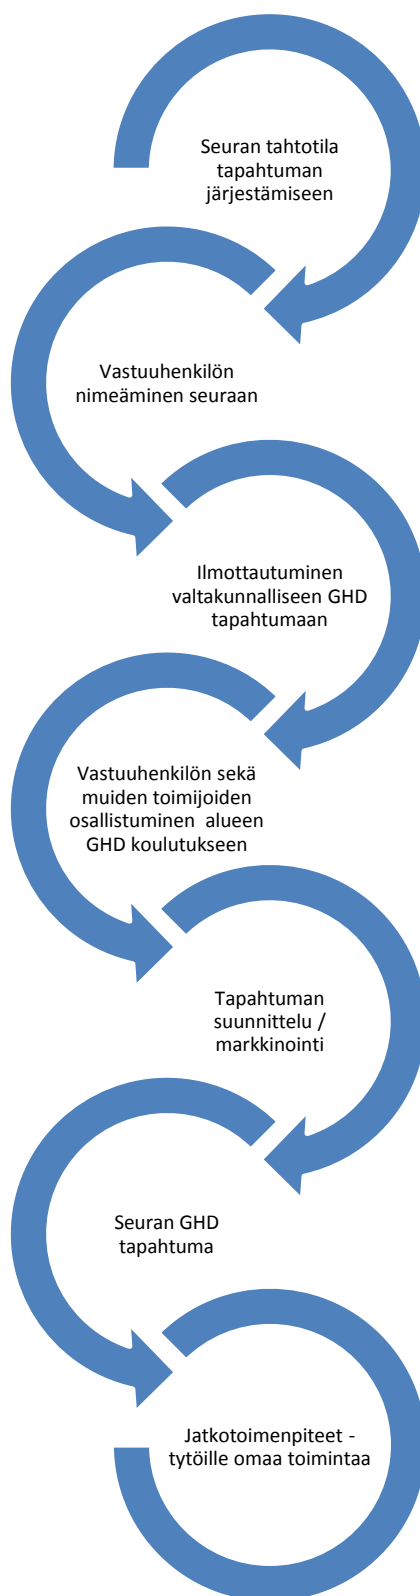 Seuran tahtotila
tapahtuman
järjestämiseen
Vastuuhenkilön
nimeäminen seuraan
Ilmottautuminen
valtakunnalliseen GHD
tapahtumaan
Vastuuhenkilön sekä
muiden toimijoiden
osallistuminen alueen
GHD koulutukseen
Tapahtuman
suunnittelu /
markkinointi
Seuran GHD
tapahtuma
Jatkotoimenpiteet -
tytöille omaa toimintaa